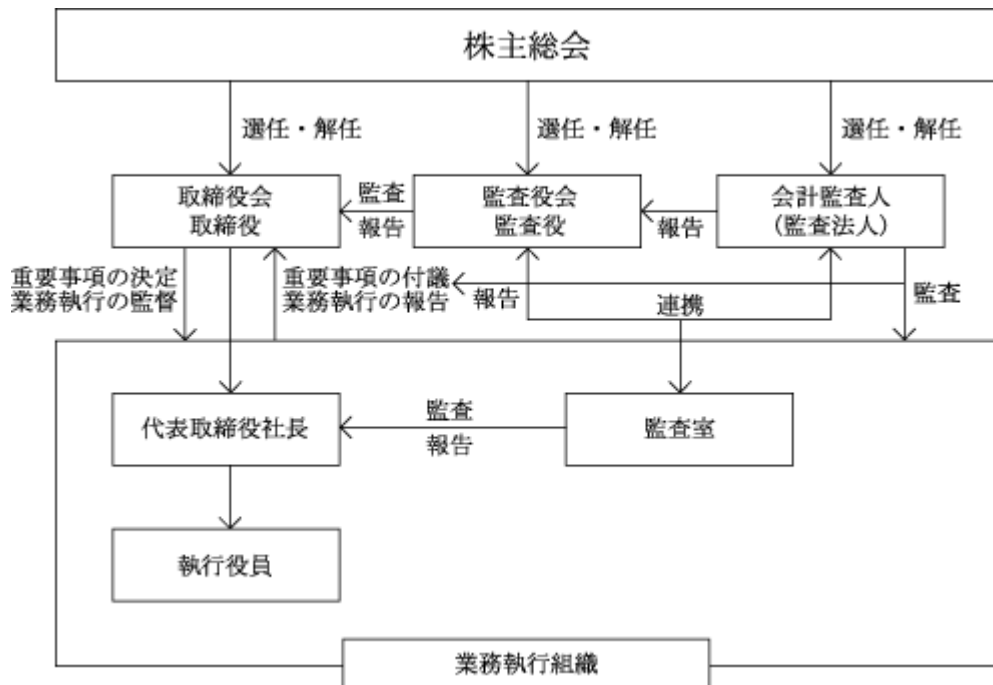 株主総会
選任・解任
選任・解任
選任・解任
取締役会
取締役
監査
報告
監査役会
監査役
報告
会計監査人
（監査法人）
重要事項の決定
業務執行の監督
重要事項の付議
業務執行の報告
報告
連携
監査
代表取締役社長
監査
報告
監査室
執行役員
業務執行組織